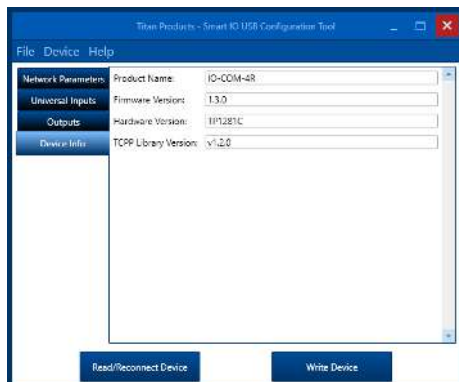 Titan Products - Smart IO USB Configuration Tool
File Device Help
Network Parameters
Universal Inputs
Outputs
Device Info
Product Name: IO-COM-4R
Firmware Version: 1.3.0
Hardware Version: TP1281C
TCPP Library Version: v1.2.0
Read/Reconnect Device
Write Device